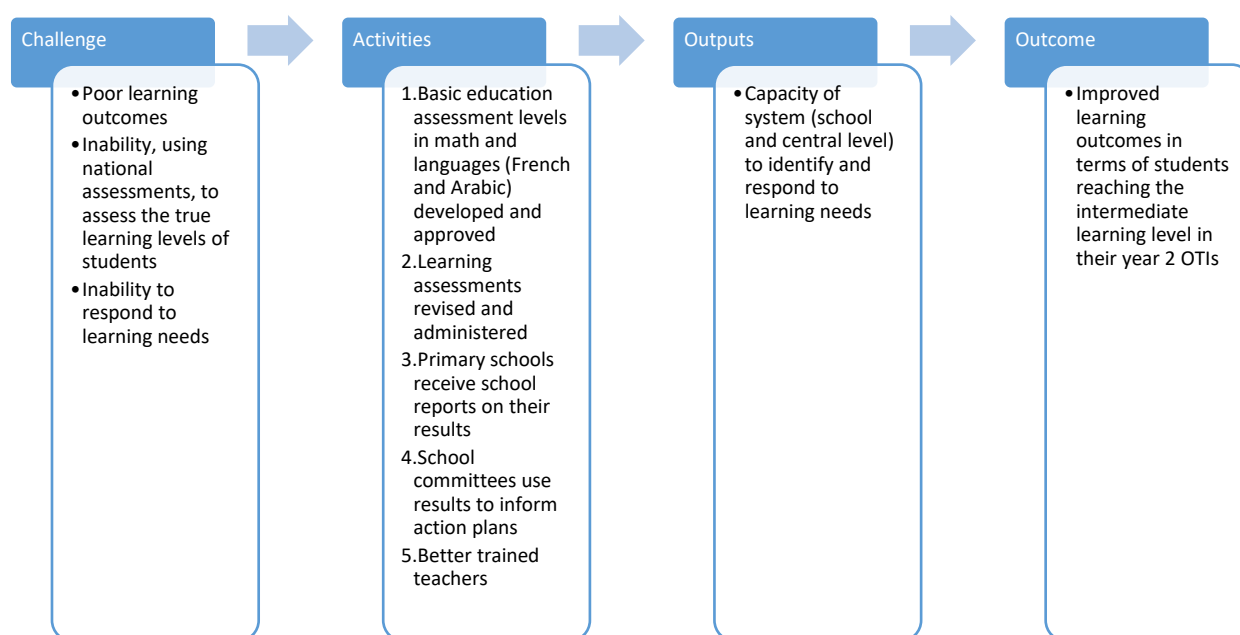 Challenge
•Poor learning
outcomes
•Inability, using
national
assessments, to
assess the true
learning levels of
students
•Inability to
respond to
learning needs
Activities
1.Basic education
assessment levels
in math and
languages (French
and Arabic)
developed and
approved
2.Learning
assessments
revised and
administered
3.Primary schools
receive school
reports on their
results
4.School
committees use
results to inform
action plans
5.Better trained
teachers
Outputs
•Capacity of
system (school
and central level)
to identify and
respond to
learning needs
Outcome
•Improved
learning
outcomes in
terms of students
reaching the
intermediate
learning level in
their year 2 OTIs